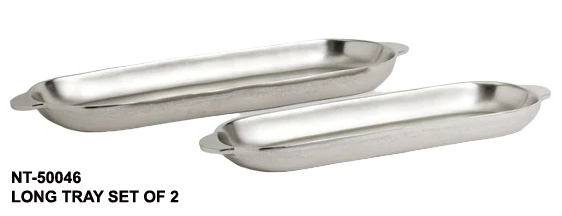 NT-50046
LONG TRAY SET OF 2